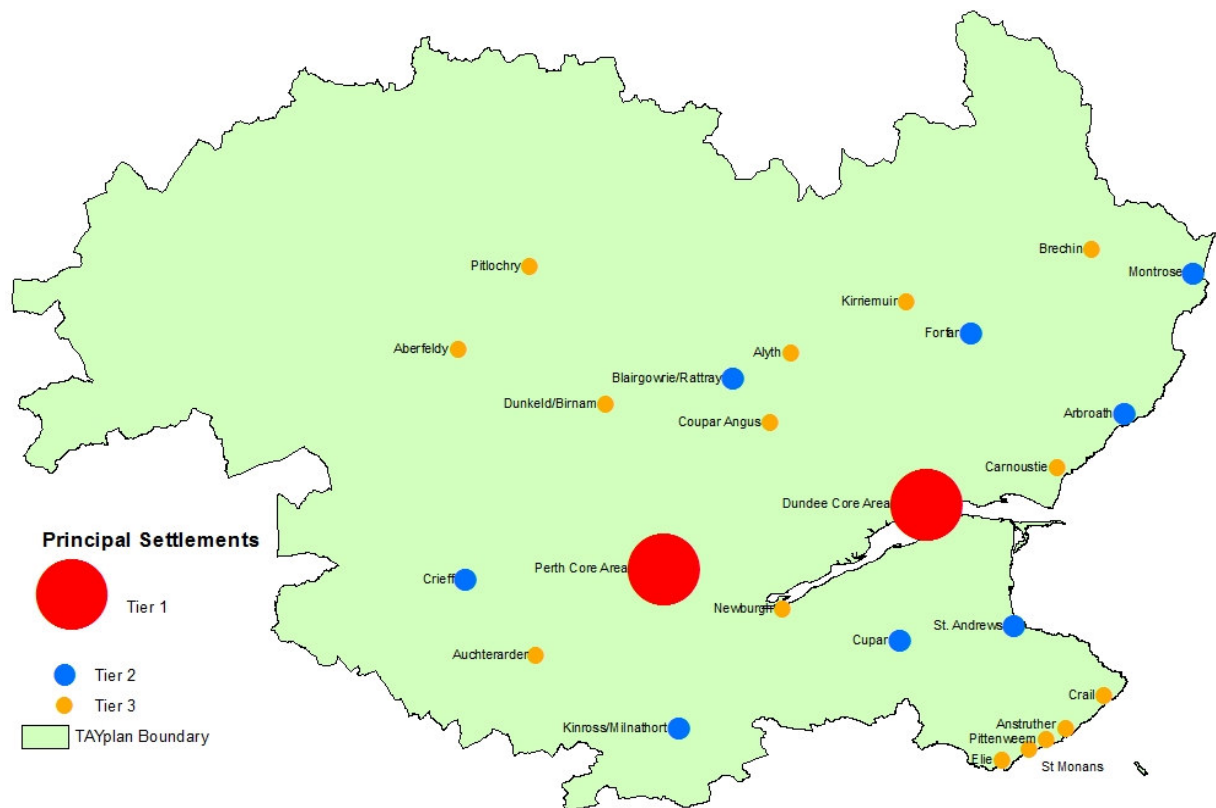 Brechin
Pitlochry
Montrose
Kirriemuir
Forfar
Aberfeldy
Alyth
Blairgowrie/Rattray
Dunkeld/Birnam
Arbroath
Coupar Angus
Carnoustie
Dundee Core Area
Principal Settlements
Perth Core Area
Crieff
Tier 1
Newburgh
St. Andrews
Cupar
Auchterarder
Tier 2
Crail
Tier 3
Anstruther
Kinross/Milnathort
TAYplan Boundary
Pittenweem
Elie
St Monans